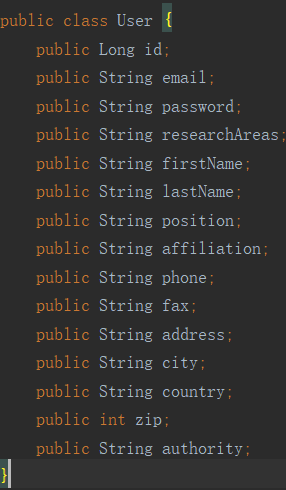 public class User {
public Long id;
public String email;
public String password;
public String researchAreas;
public String firstName;
public String lastName;
public String position;
public String affiliation;
public String phone;
public String fax;
public String address;
public String city;
public String country;
public int zip;
public String authority;
}